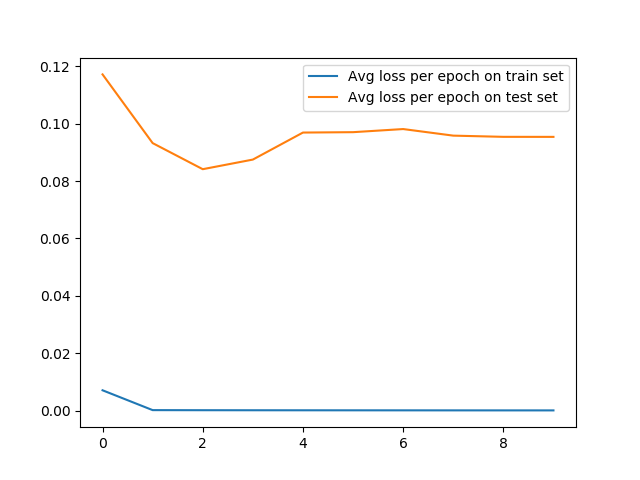 Avg loss per epoch on train set
Avg loss per epoch on test set
0.12
0.10
0.08
0.06
0.04
0.02
0.00
0 2 4 6 8